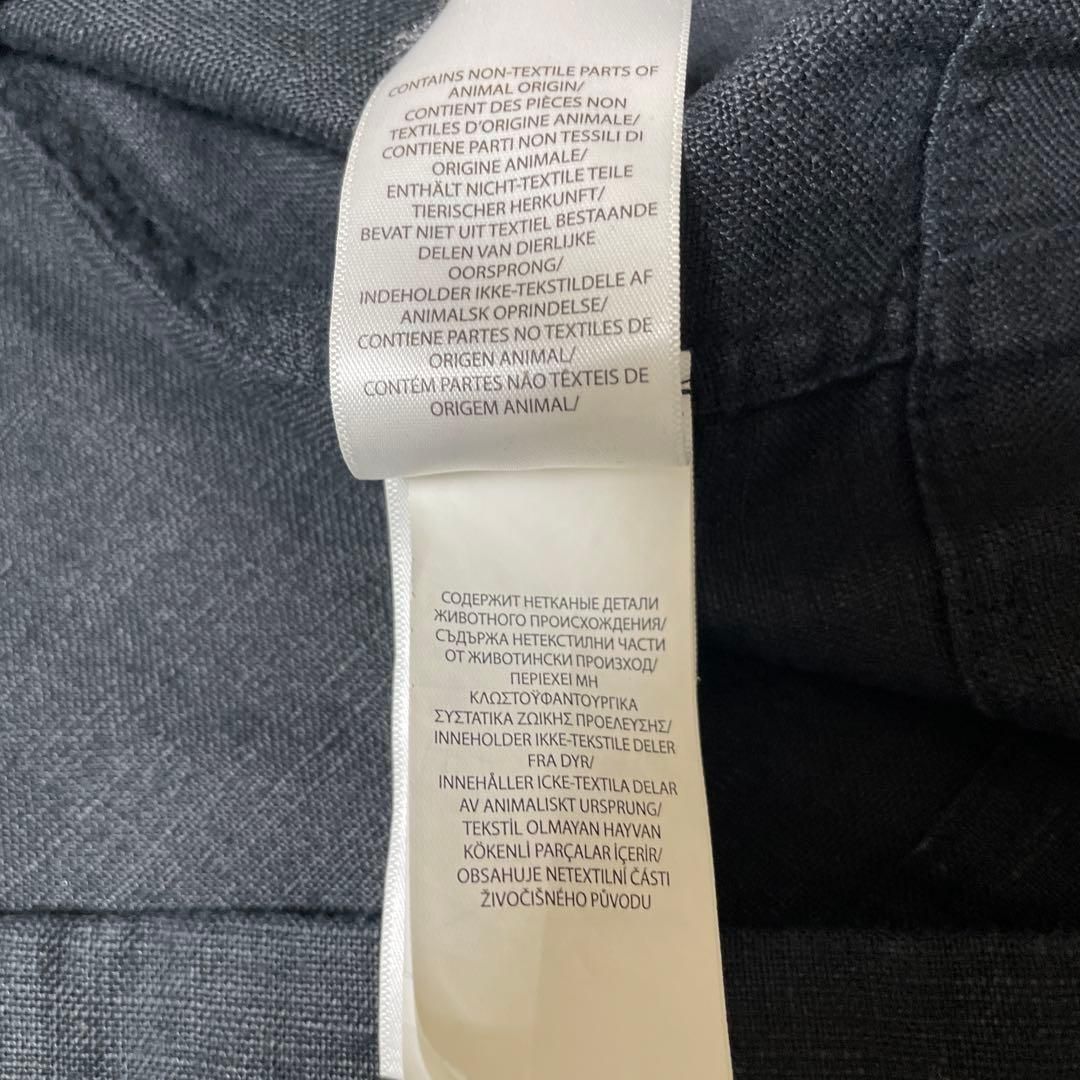 CONTAINS NON-TEXTILE PARTS OF
ANIMAL ORIGIN/
CONTIENT DES PIÈCES NON
TEXTILES D'ORIGINE ANIMALE/
CONTIENE PARTI NON TESSILI DI
ORIGINE ANIMALE/
ENTHÄLT NICHT-TEXTILE TEILE
TIERISCHER HERKUNFT/
BEVAT NIET UIT TEXTIEL BESTAANDE
DELEN VAN DIERLIJKE
OORSPRONG/
INDEHOLDER IKKE-TEKSTILDELE AF
ANIMALSK OPRINDELSE/
CONTIENE PARTES NO TEXTILES DE
ORIGEN ANIMAL/
CONTÉM PARTES NÃO TÊXTEIS DE
ORIGEM ANIMAL/
СОДЕРЖИТ НЕТКАНЫЕ ДЕТАЛИ
ЖИВОТНОГО ПРОИСХОЖДЕНИЯ/
СЪДЪРЖА НЕТЕКСТИЛНИ ЧАСТИ
ОТ ЖИВОТИНСКИ ПРОИЗХОД/
ΠΕΡΙΕΧΕΙ ΜΗ
ΚΛΩΣΤΟΫΦΑΝΤΟΥΡΓΙΚΑ
ΣΥΣΤΑΤΙΚΑ ΖΩΙΚΗΣ ΠΡΟΕΛΕΥΣΗΣ/
INNEHOLDER IKKE-TEKSTILE DELER
FRA DYR/
INNEHÅLLER ICKE-TEXTILA DELAR
AV ANIMALISKT URSPRUNG/
TEKSTİL OLMAYAN HAYVAN
KÖKENLİ PARÇALAR İÇERİR/
OBSAHUJE NETEXTILNÍ ČÁSTI
ŽIVOČIŠNÉHO PŮVODU